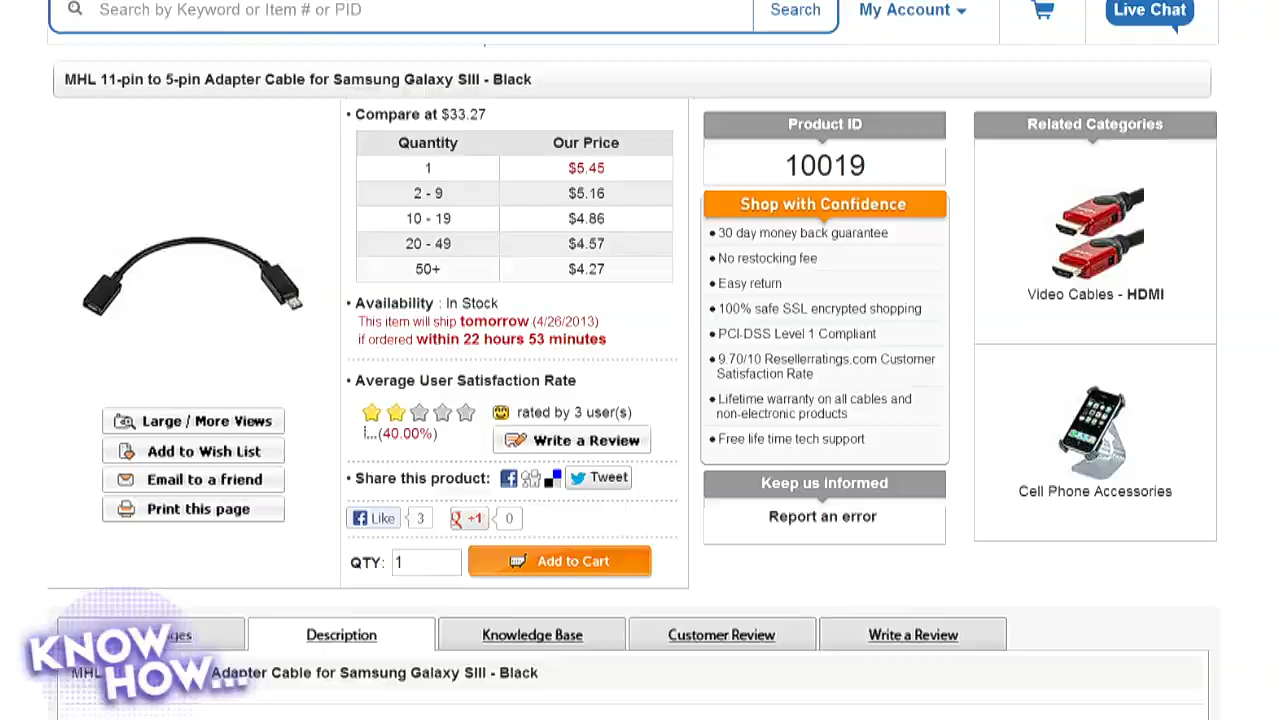 Search by Keyword or Item # or PID
Search
My Account
Live Chat
MHL 11-pin to 5-pin Adapter Cable for Samsung Galaxy SIII - Black
• Compare at $33.27
Quantity Our Price
1 $5.45
2 - 9 $5.16
10 - 19 $4.86
20 - 49 $4.57
50+ $4.27
• Availability : In Stock
This item will ship tomorrow (4/26/2013)
if ordered within 22 hours 53 minutes
• Average User Satisfaction Rate
rated by 3 user(s)
(40.00%)
Write a Review
• Share this product:
Tweet
Like 3
+1 0
QTY: 1
Add to Cart
Large / More Views
Add to Wish List
Email to a friend
Print this page
Product ID
10019
Shop with Confidence
• 30 day money back guarantee
• No restocking fee
• Easy return
• 100% safe SSL encrypted shopping
• PCI-DSS Level 1 Compliant
• 9.70/10 Resellerratings.com Customer
Satisfaction Rate
• Lifetime warranty on all cables and
non-electronic products
• Free life time tech support
Keep us Informed
Report an error
Related Categories
Video Cables - HDMI
Cell Phone Accessories
Description
Knowledge Base
Customer Review
Write a Review
Adapter Cable for Samsung Galaxy SIII - Black
KNOW
HOW...